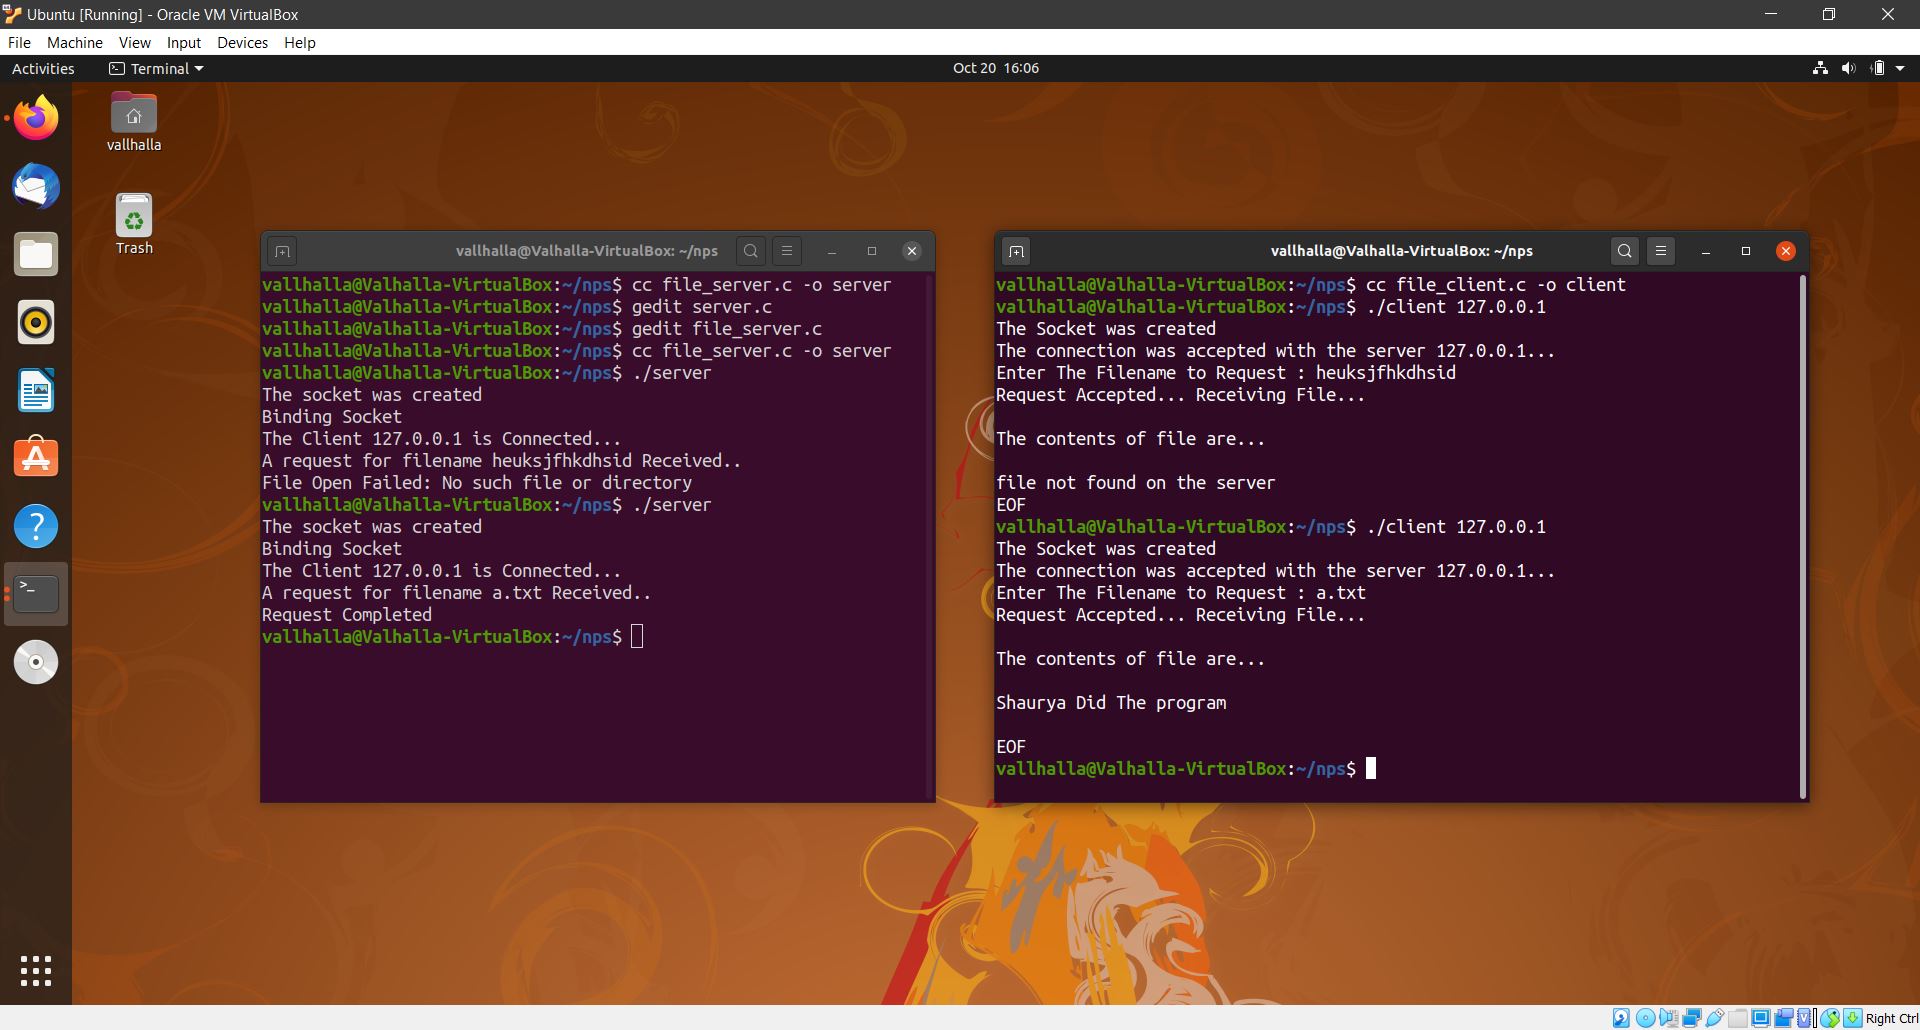 Ubuntu [Running] - Oracle VM VirtualBox
File Machine View Input Devices Help
Activities Terminal Oct 20 16:06
vallhalla
Trash
vallhalla@Valhalla-VirtualBox: ~/nps
vallhalla@Valhalla-VirtualBox:~/nps$ cc file_server.c -o server
vallhalla@Valhalla-VirtualBox:~/nps$ gedit server.c
vallhalla@Valhalla-VirtualBox:~/nps$ gedit file_server.c
vallhalla@Valhalla-VirtualBox:~/nps$ cc file_server.c -o server
vallhalla@Valhalla-VirtualBox:~/nps$ ./server
The socket was created
Binding Socket
The Client 127.0.0.1 is Connected...
A request for filename heuksjfhkdhsid Received..
File Open Failed: No such file or directory
vallhalla@Valhalla-VirtualBox:~/nps$ ./server
The socket was created
Binding Socket
The Client 127.0.0.1 is Connected...
A request for filename a.txt Received..
Request Completed
vallhalla@Valhalla-VirtualBox:~/nps$
vallhalla@Valhalla-VirtualBox: ~/nps
vallhalla@Valhalla-VirtualBox:~/nps$ cc file_client.c -o client
vallhalla@Valhalla-VirtualBox:~/nps$ ./client 127.0.0.1
The Socket was created
The connection was accepted with the server 127.0.0.1...
Enter The Filename to Request : heuksjfhkdhsid
Request Accepted... Receiving File...
The contents of file are...
file not found on the server
EOF
vallhalla@Valhalla-VirtualBox:~/nps$ ./client 127.0.0.1
The Socket was created
The connection was accepted with the server 127.0.0.1...
Enter The Filename to Request : a.txt
Request Accepted... Receiving File...
The contents of file are...
Shaurya Did The program
EOF
vallhalla@Valhalla-VirtualBox:~/nps$
Right Ctrl